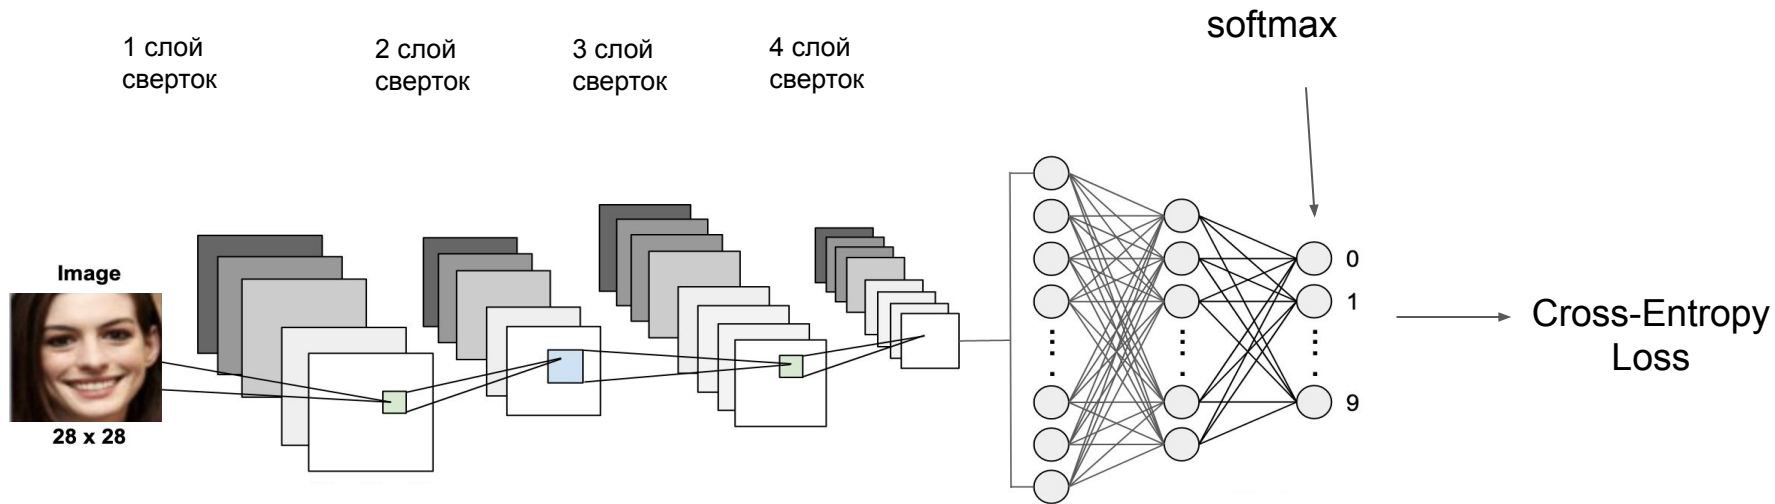 1 слой
сверток
2 слой
сверток
3 слой
сверток
4 слой
сверток
softmax
Image
28 x 28
0
1
9
Cross-Entropy
Loss